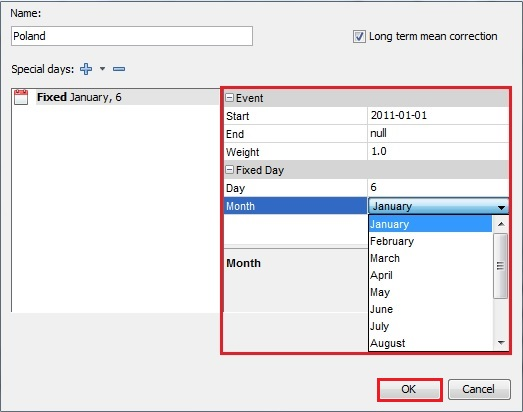 Name:
Poland
Long term mean correction
Special days:
Fixed January, 6
Event
Start 2011-01-01
End null
Weight 1.0
Fixed Day
Day 6
Month January
January
February
March
April
May
June
July
August
Month
OK Cancel